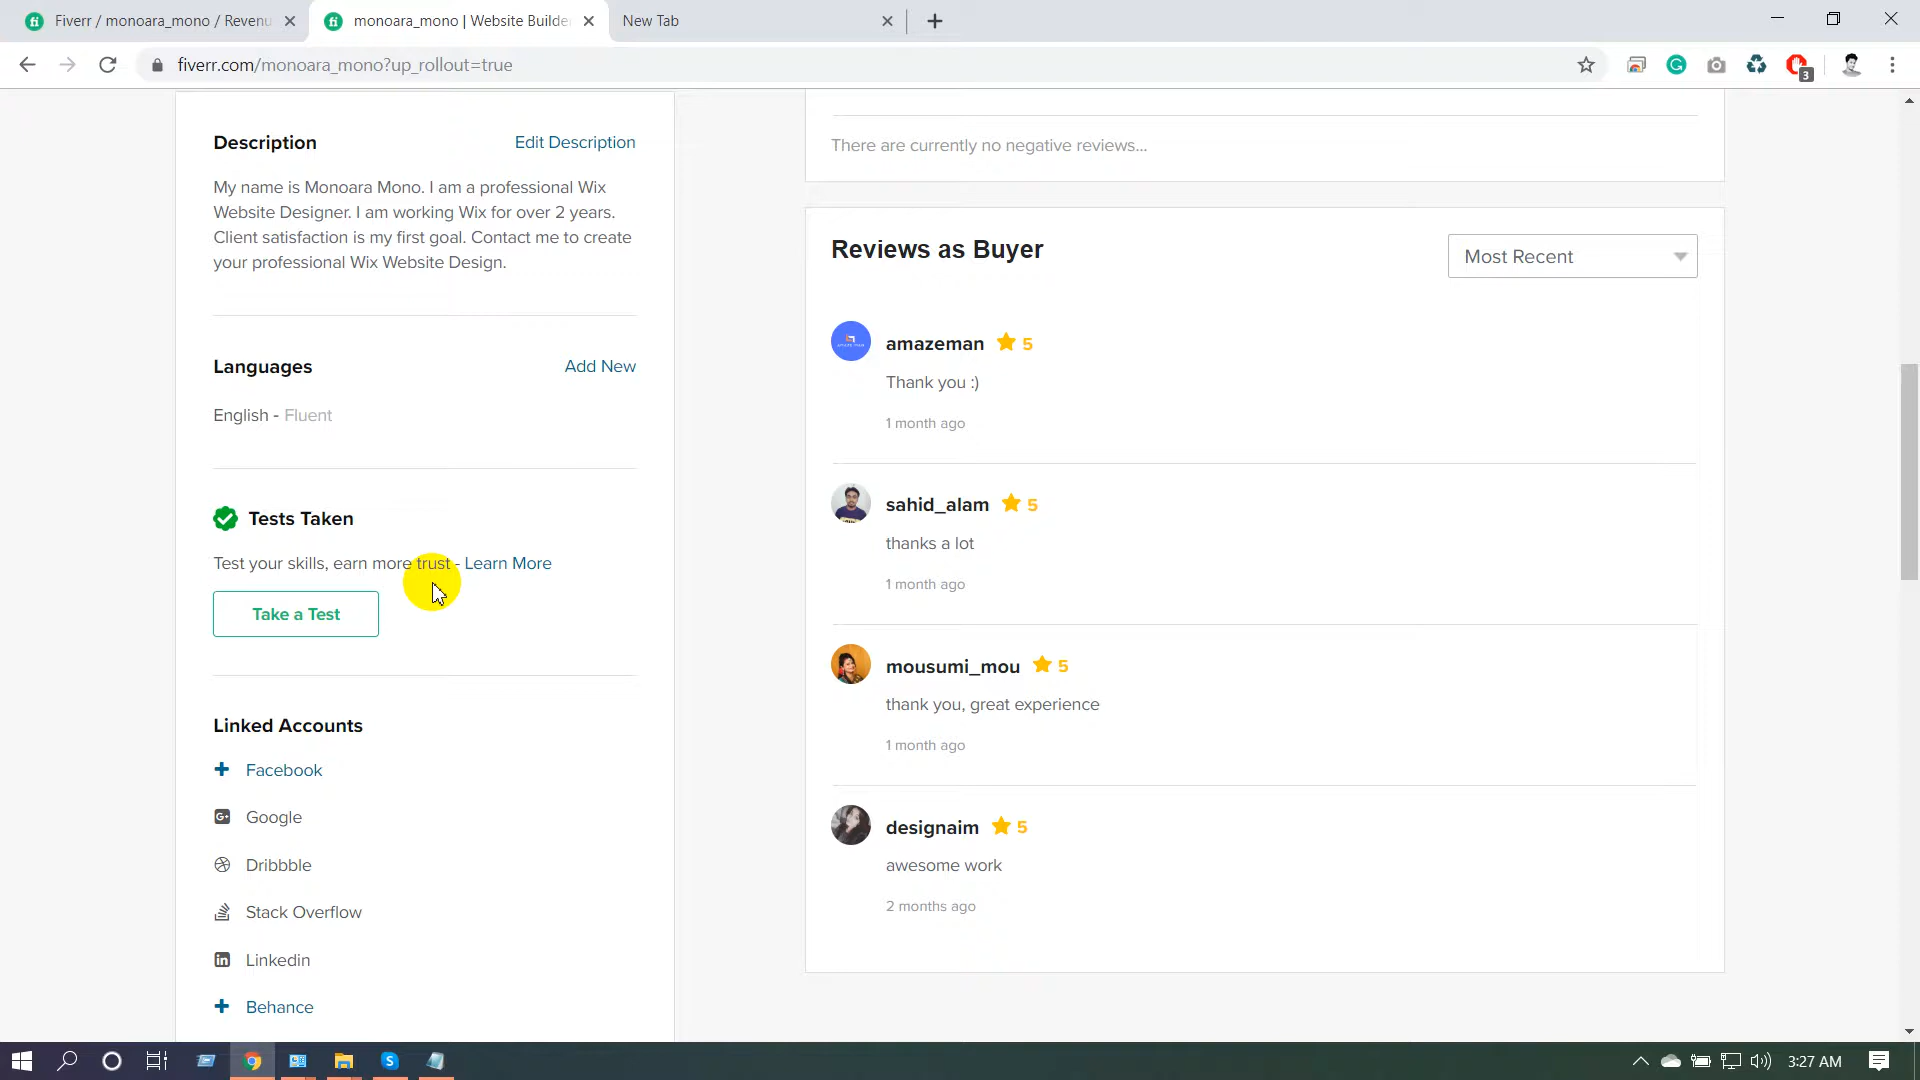 Fiverr / monoara_mono / Revenu
monoara_mono | Website Builde
New Tab
fiverr.com/monoara_mono?up_rollout=true
3
Description
Edit Description
My name is Monoara Mono. I am a professional Wix
Website Designer. I am working Wix for over 2 years.
Client satisfaction is my first goal. Contact me to create
your professional Wix Website Design.
Languages
Add New
English - Fluent
Tests Taken
Test your skills, earn more trust - Learn More
Take a Test
Linked Accounts
Facebook
Google
Dribbble
Stack Overflow
Linkedin
Behance
There are currently no negative reviews...
Reviews as Buyer
Most Recent
amazeman 5
Thank you :)
1 month ago
sahid_alam 5
thanks a lot
1 month ago
mousumi_mou 5
thank you, great experience
1 month ago
designaim 5
awesome work
2 months ago
3:27 AM